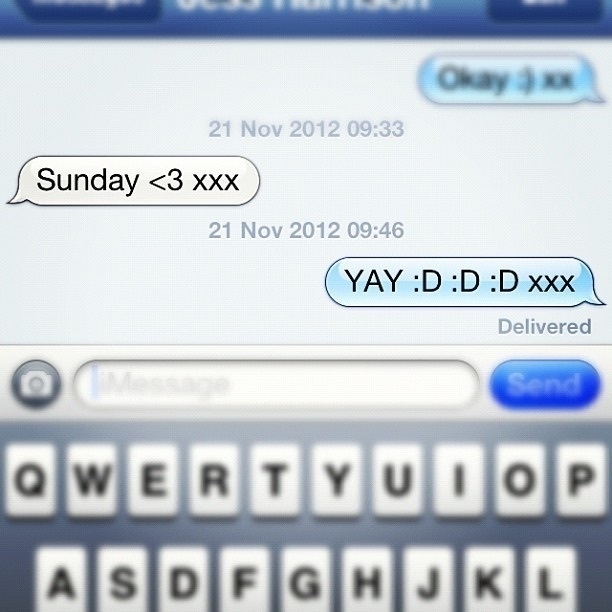 Okay :) xx
21 Nov 2012 09:33
Sunday <3 xxx
21 Nov 2012 09:46
YAY :D :D :D xxx
Delivered
iMessage
Send
Q W E R T Y U I O P
A S D F G H J K L